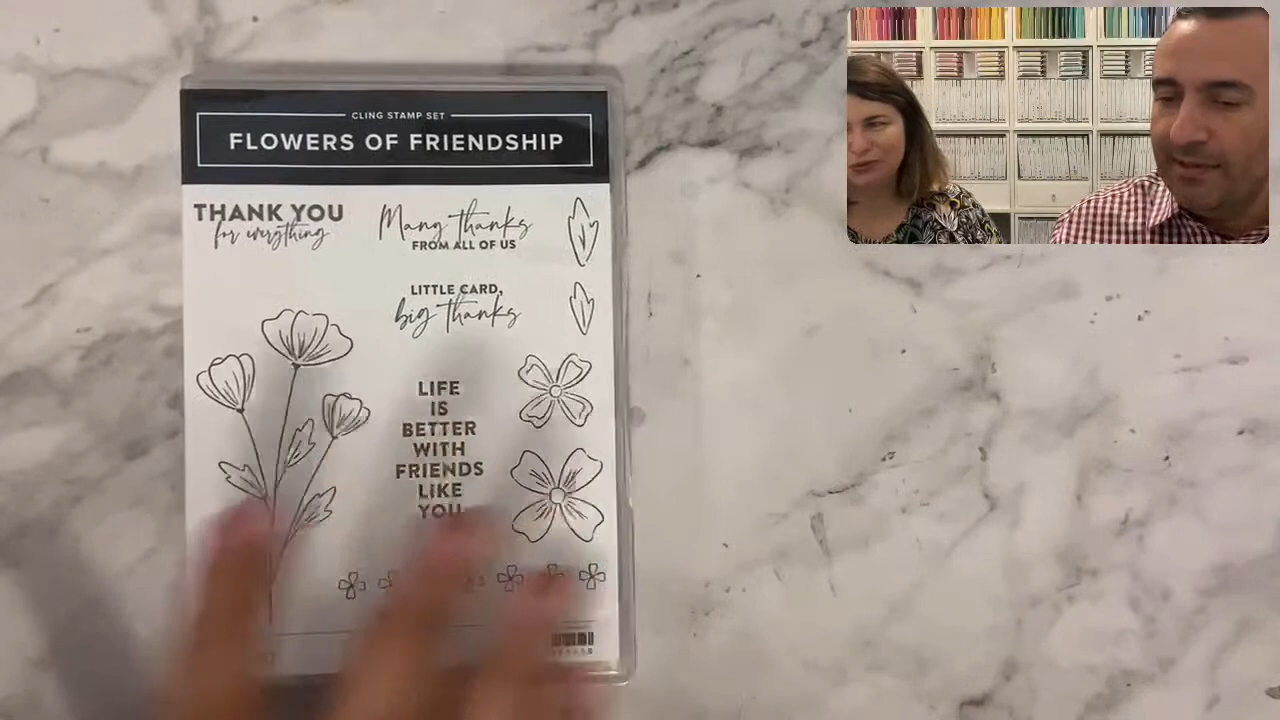 CLING STAMP SET
FLOWERS OF FRIENDSHIP
THANK YOU
for everything
Many thanks
FROM ALL OF US
LITTLE CARD,
big thanks
LIFE
IS
BETTER
WITH
FRIENDS
LIKE
YOU